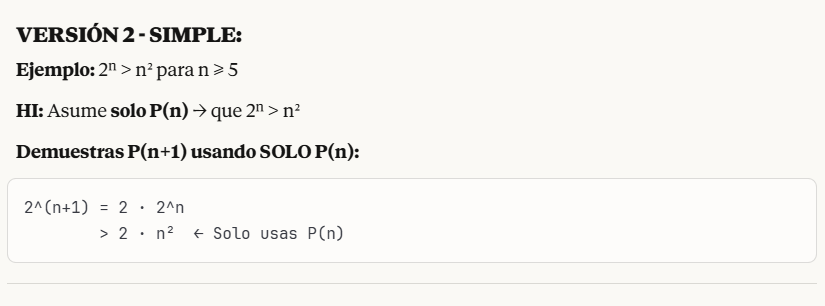 VERSIÓN 2 - SIMPLE:
Ejemplo: 2ⁿ > n² para n ⩾ 5
HI: Asume solo P(n) → que 2ⁿ > n²
Demuestras P(n+1) usando SOLO P(n):
2^(n+1) = 2 · 2^n
> 2 · n² ← Solo usas P(n)